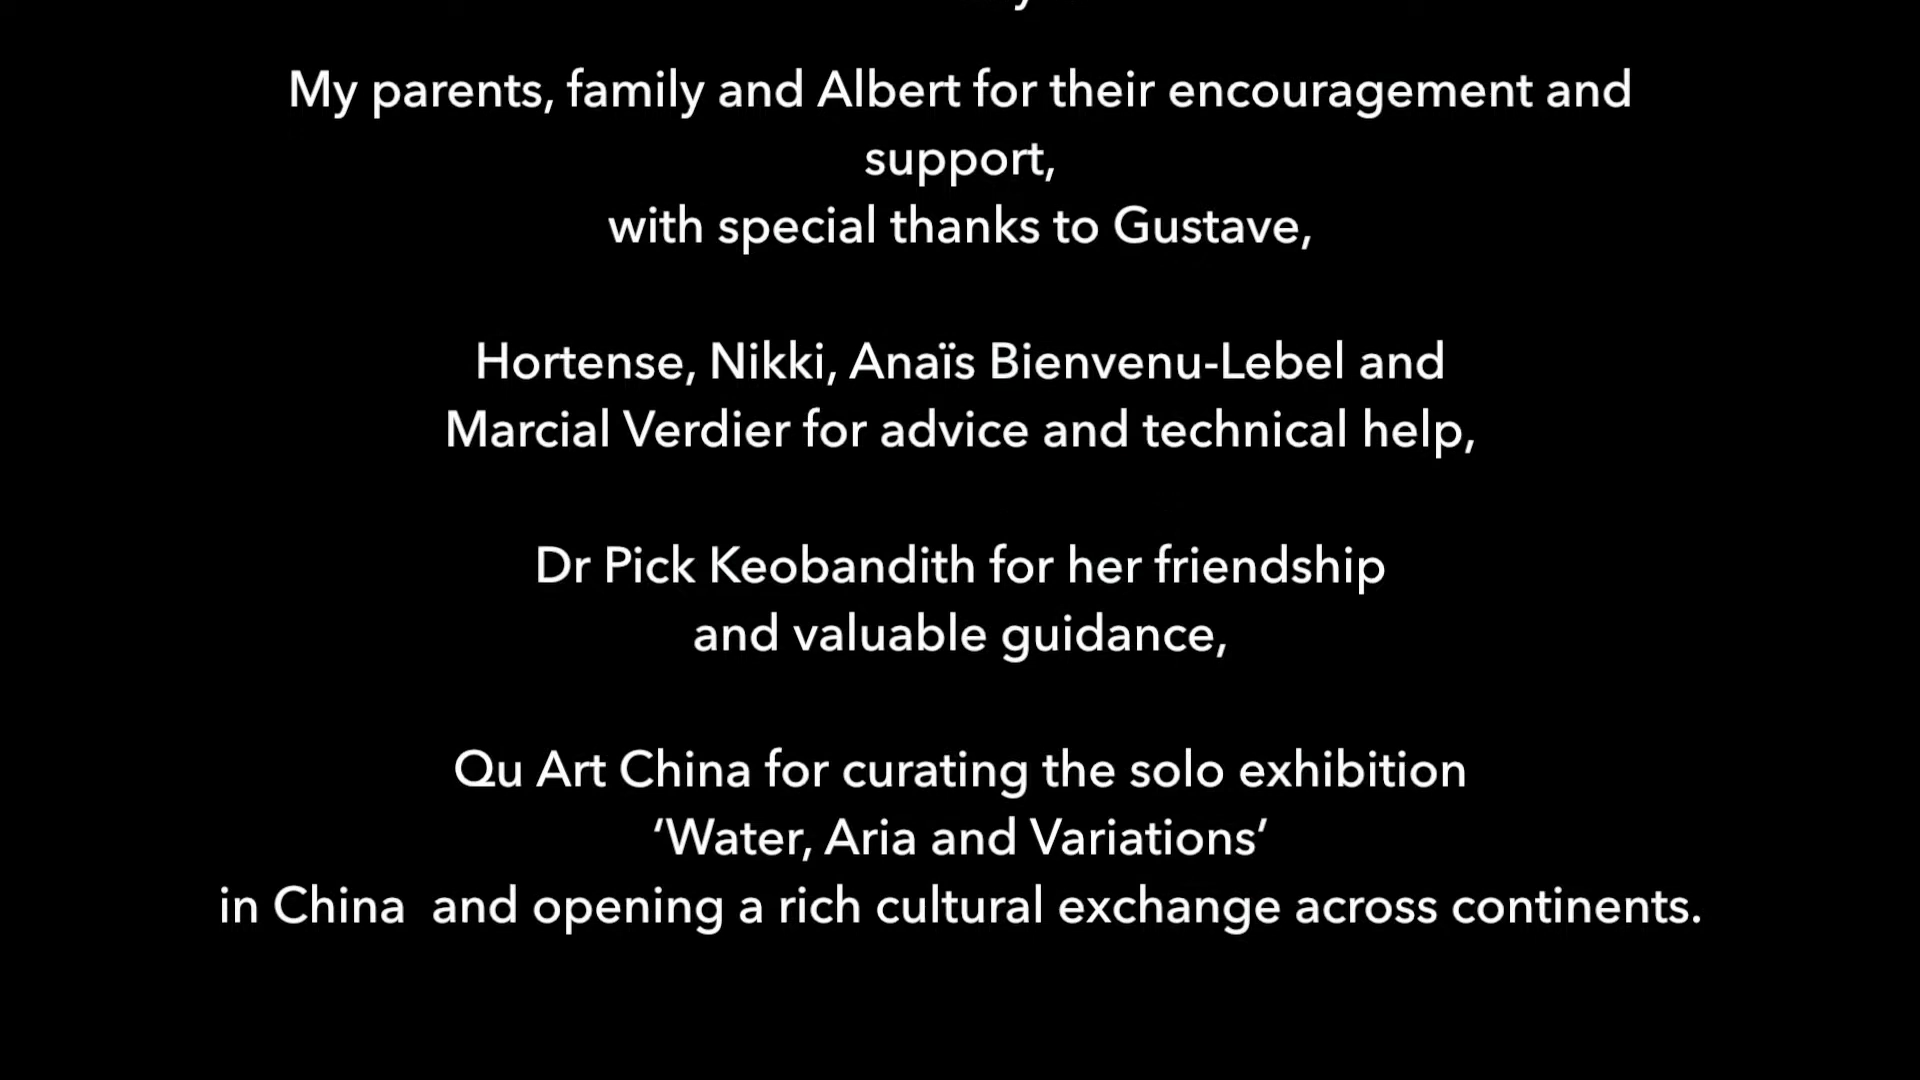 My parents, family and Albert for their encouragement and
support,
with special thanks to Gustave,
Hortense, Nikki, Anaïs Bienvenu-Lebel and
Marcial Verdier for advice and technical help,
Dr Pick Keobandith for her friendship
and valuable guidance,
Qu Art China for curating the solo exhibition
‘Water, Aria and Variations’
in China  and opening a rich cultural exchange across continents.